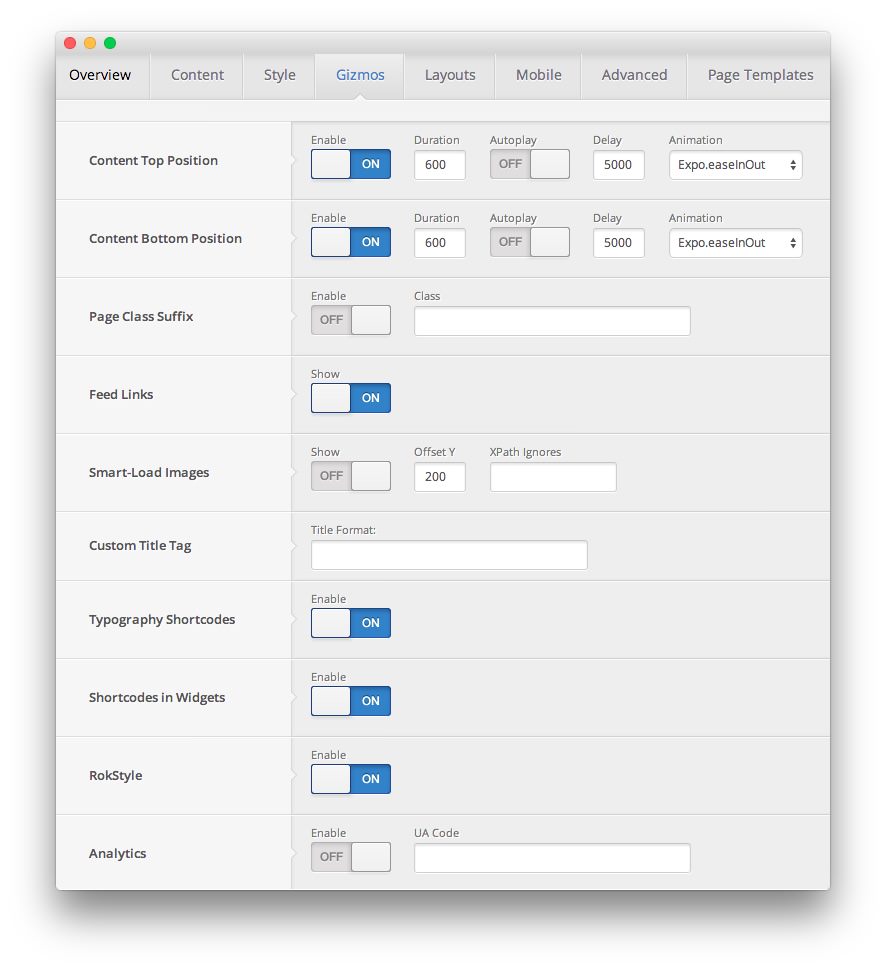 Overview Content Style Gizmos Layouts Mobile Advanced Page Templates
Content Top Position
Enable Duration Autoplay Delay Animation
ON 600 OFF 5000 Expo.easeInOut
Content Bottom Position
Enable Duration Autoplay Delay Animation
ON 600 OFF 5000 Expo.easeInOut
Page Class Suffix
Enable Class
OFF
Feed Links
Show
ON
Smart-Load Images
Show Offset Y XPath Ignores
OFF 200
Custom Title Tag
Title Format:
Typography Shortcodes
Enable
ON
Shortcodes in Widgets
Enable
ON
RokStyle
Enable
ON
Analytics
Enable UA Code
OFF